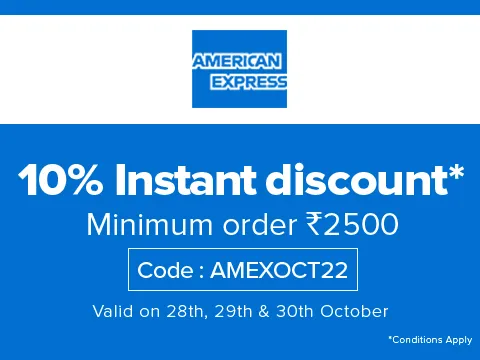 AMERICAN
EXPRESS
10% Instant discount*
Minimum order ₹2500
Code : AMEXOCT22
Valid on 28th, 29th & 30th October
*Conditions Apply